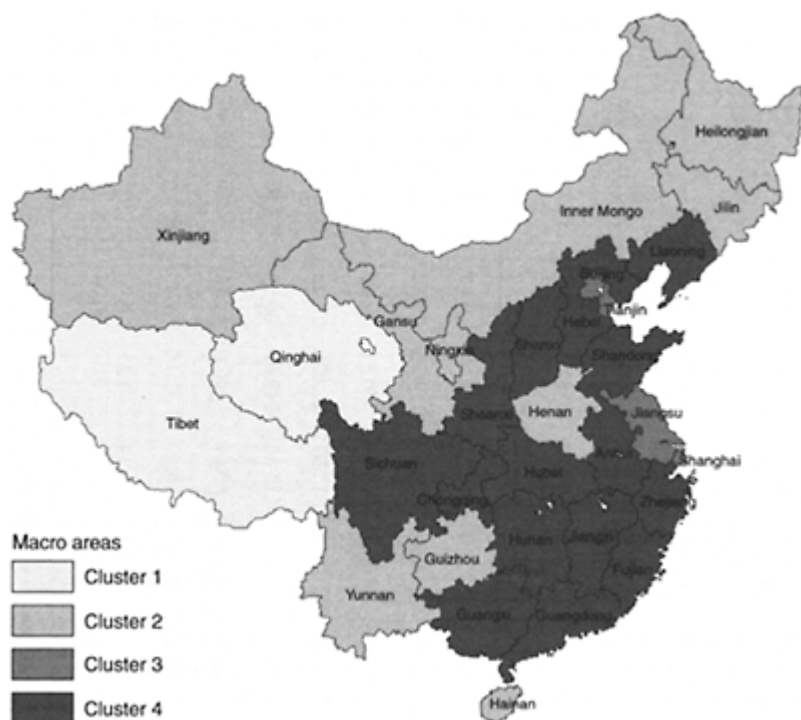 Heilongjian
Jilin
Inner Mongo
Liaoning
Xinjiang
Beijing
Tianjin
Gansu
Hebei
Ningxia
Shanxi
Qinghai
Shandong
Shaanxi
Henan
Jiangsu
Tibet
Shanghai
Sichuan
Hubei
Chongqing
Zhejiang
Hunan
Jiangxi
Guizhou
Fujian
Yunnan
Guangxi
Guangdong
Hainan
Macro areas
Cluster 1
Cluster 2
Cluster 3
Cluster 4